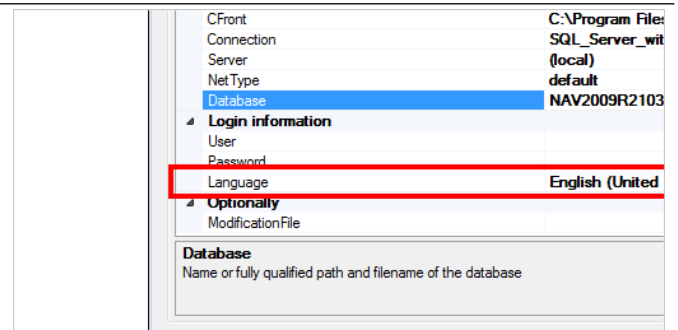 CFront C:\Program Files
Connection SQL_Server_wit
Server (local)
NetType default
Database NAV2009R2103
Login information
User
Password
Language English (United
Optionally
ModificationFile
Database
Name or fully qualified path and filename of the database